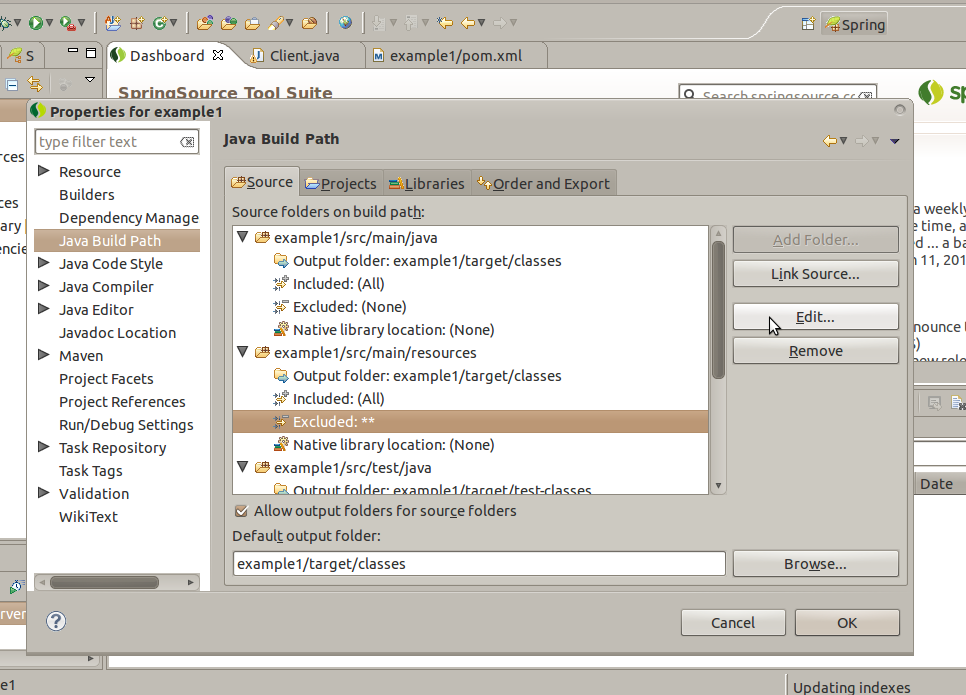 Spring
S
Dashboard
Client.java
example1/pom.xml
SpringSource Tool Suite
Search springsource.co
Properties for example1
type filter text
Resource
Builders
Dependency Manage
Java Build Path
Java Code Style
Java Compiler
Java Editor
Javadoc Location
Maven
Project Facets
Project References
Run/Debug Settings
Task Repository
Task Tags
Validation
WikiText
Java Build Path
Source
Projects
Libraries
Order and Export
Source folders on build path:
example1/src/main/java
Output folder: example1/target/classes
Included: (All)
Excluded: (None)
Native library location: (None)
example1/src/main/resources
Output folder: example1/target/classes
Included: (All)
Excluded: **
Native library location: (None)
example1/src/test/java
Output folder: example1/target/test-classes
Add Folder...
Link Source...
Edit...
Remove
Allow output folders for source folders
Default output folder:
example1/target/classes
Browse...
Cancel
OK
a weekly
e time, a
d ... a ba
n 11, 201
nounce t
Date
e1
Updating indexes